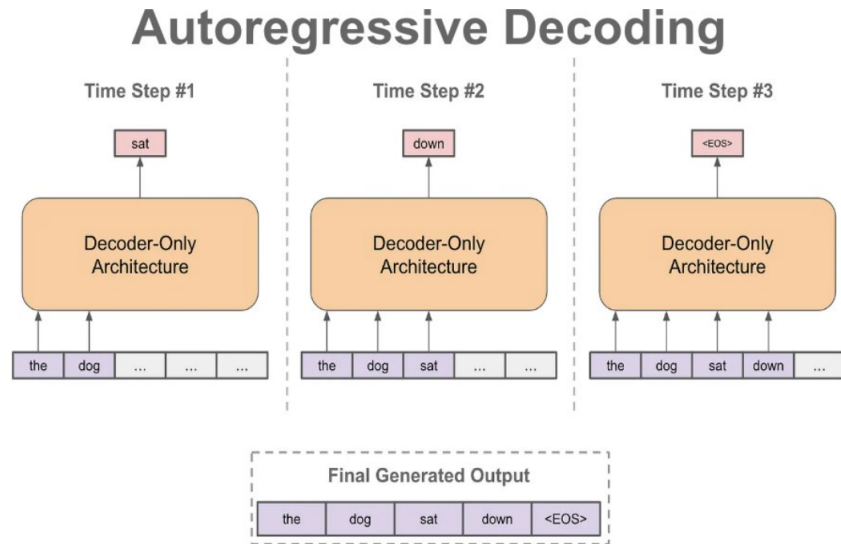 Autoregressive Decoding
Time Step #1
sat
Decoder-Only
Architecture
the dog ... ... ...
Time Step #2
down
Decoder-Only
Architecture
the dog sat ... ...
Time Step #3
<EOS>
Decoder-Only
Architecture
the dog sat down ...
Final Generated Output
the dog sat down <EOS>